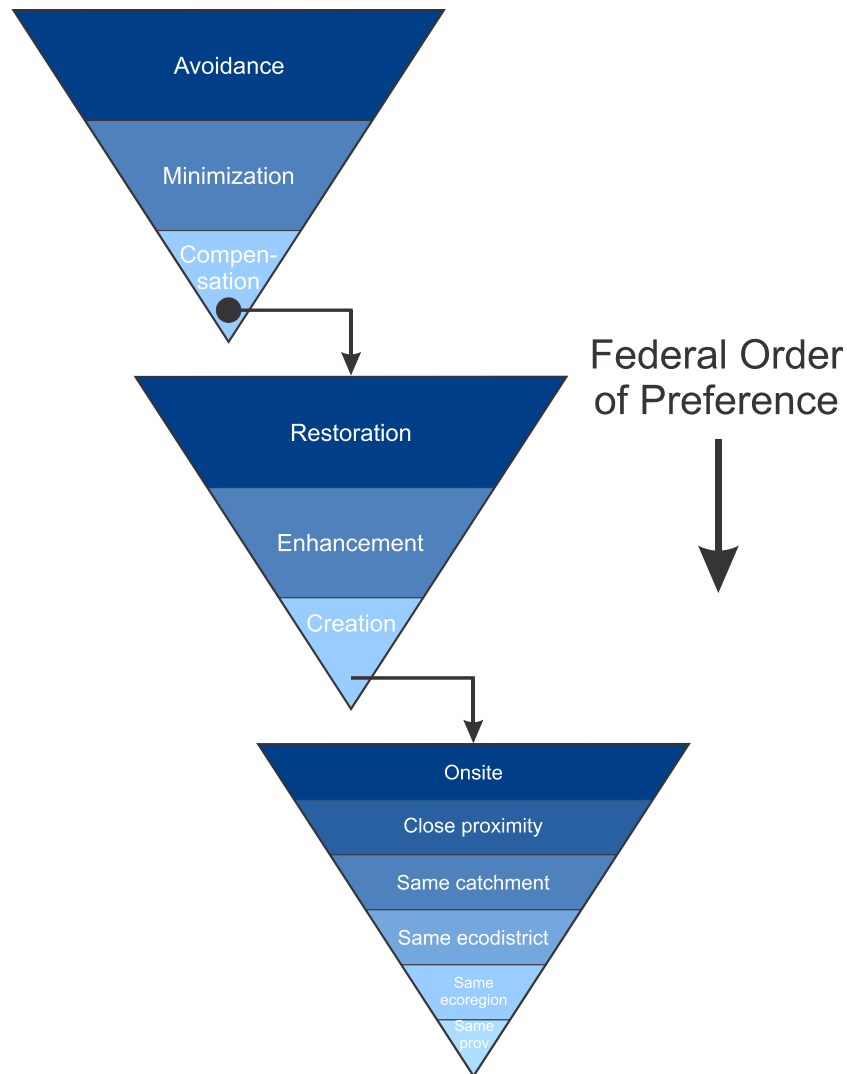 Avoidance
Minimization
Compen-
sation
Federal Order
of Preference
Restoration
Enhancement
Creation
Onsite
Close proximity
Same catchment
Same ecodistrict
Same
ecoregion
Same
prov